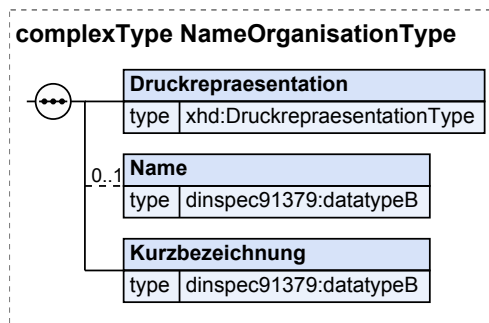 complexType NameOrganisationType
Druckrepraesentation
type xhd:DruckrepraesentationType
0..1
Name
type dinspec91379:datatypeB
Kurzbezeichnung
type dinspec91379:datatypeB